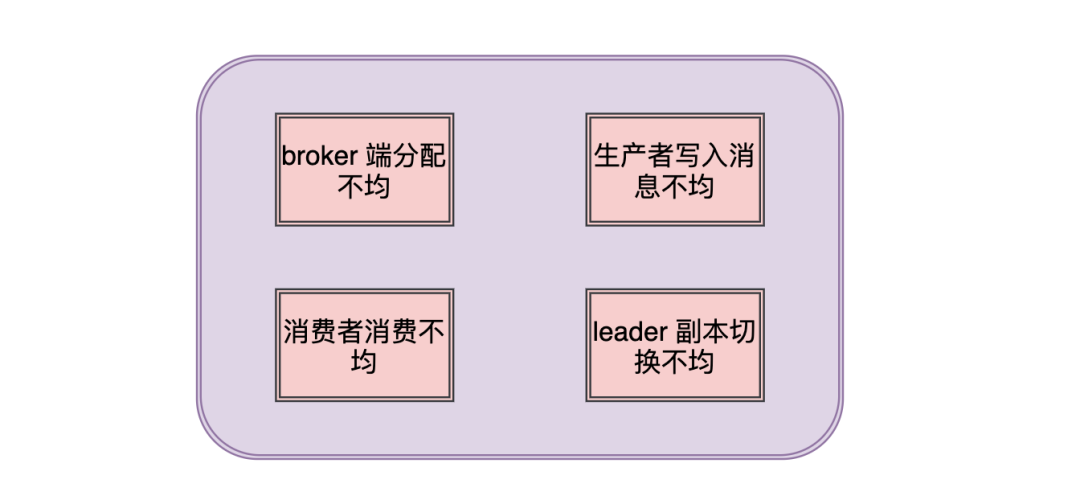 broker 端分配
不均
生产者写入消
息不均
消费者消费不
均
leader 副本切
换不均